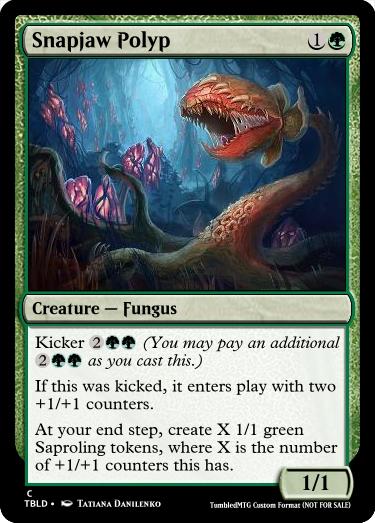 Snapjaw Polyp 1
Creature — Fungus
Kicker 2 (You may pay an additional
2 as you cast this.)
If this was kicked, it enters play with two
+1/+1 counters.
At your end step, create X 1/1 green
Saproling tokens, where X is the number
of +1/+1 counters this has.
1/1
C
TBLD • Tatiana Danilenko
TumbledMTG Custom Format (NOT FOR SALE)